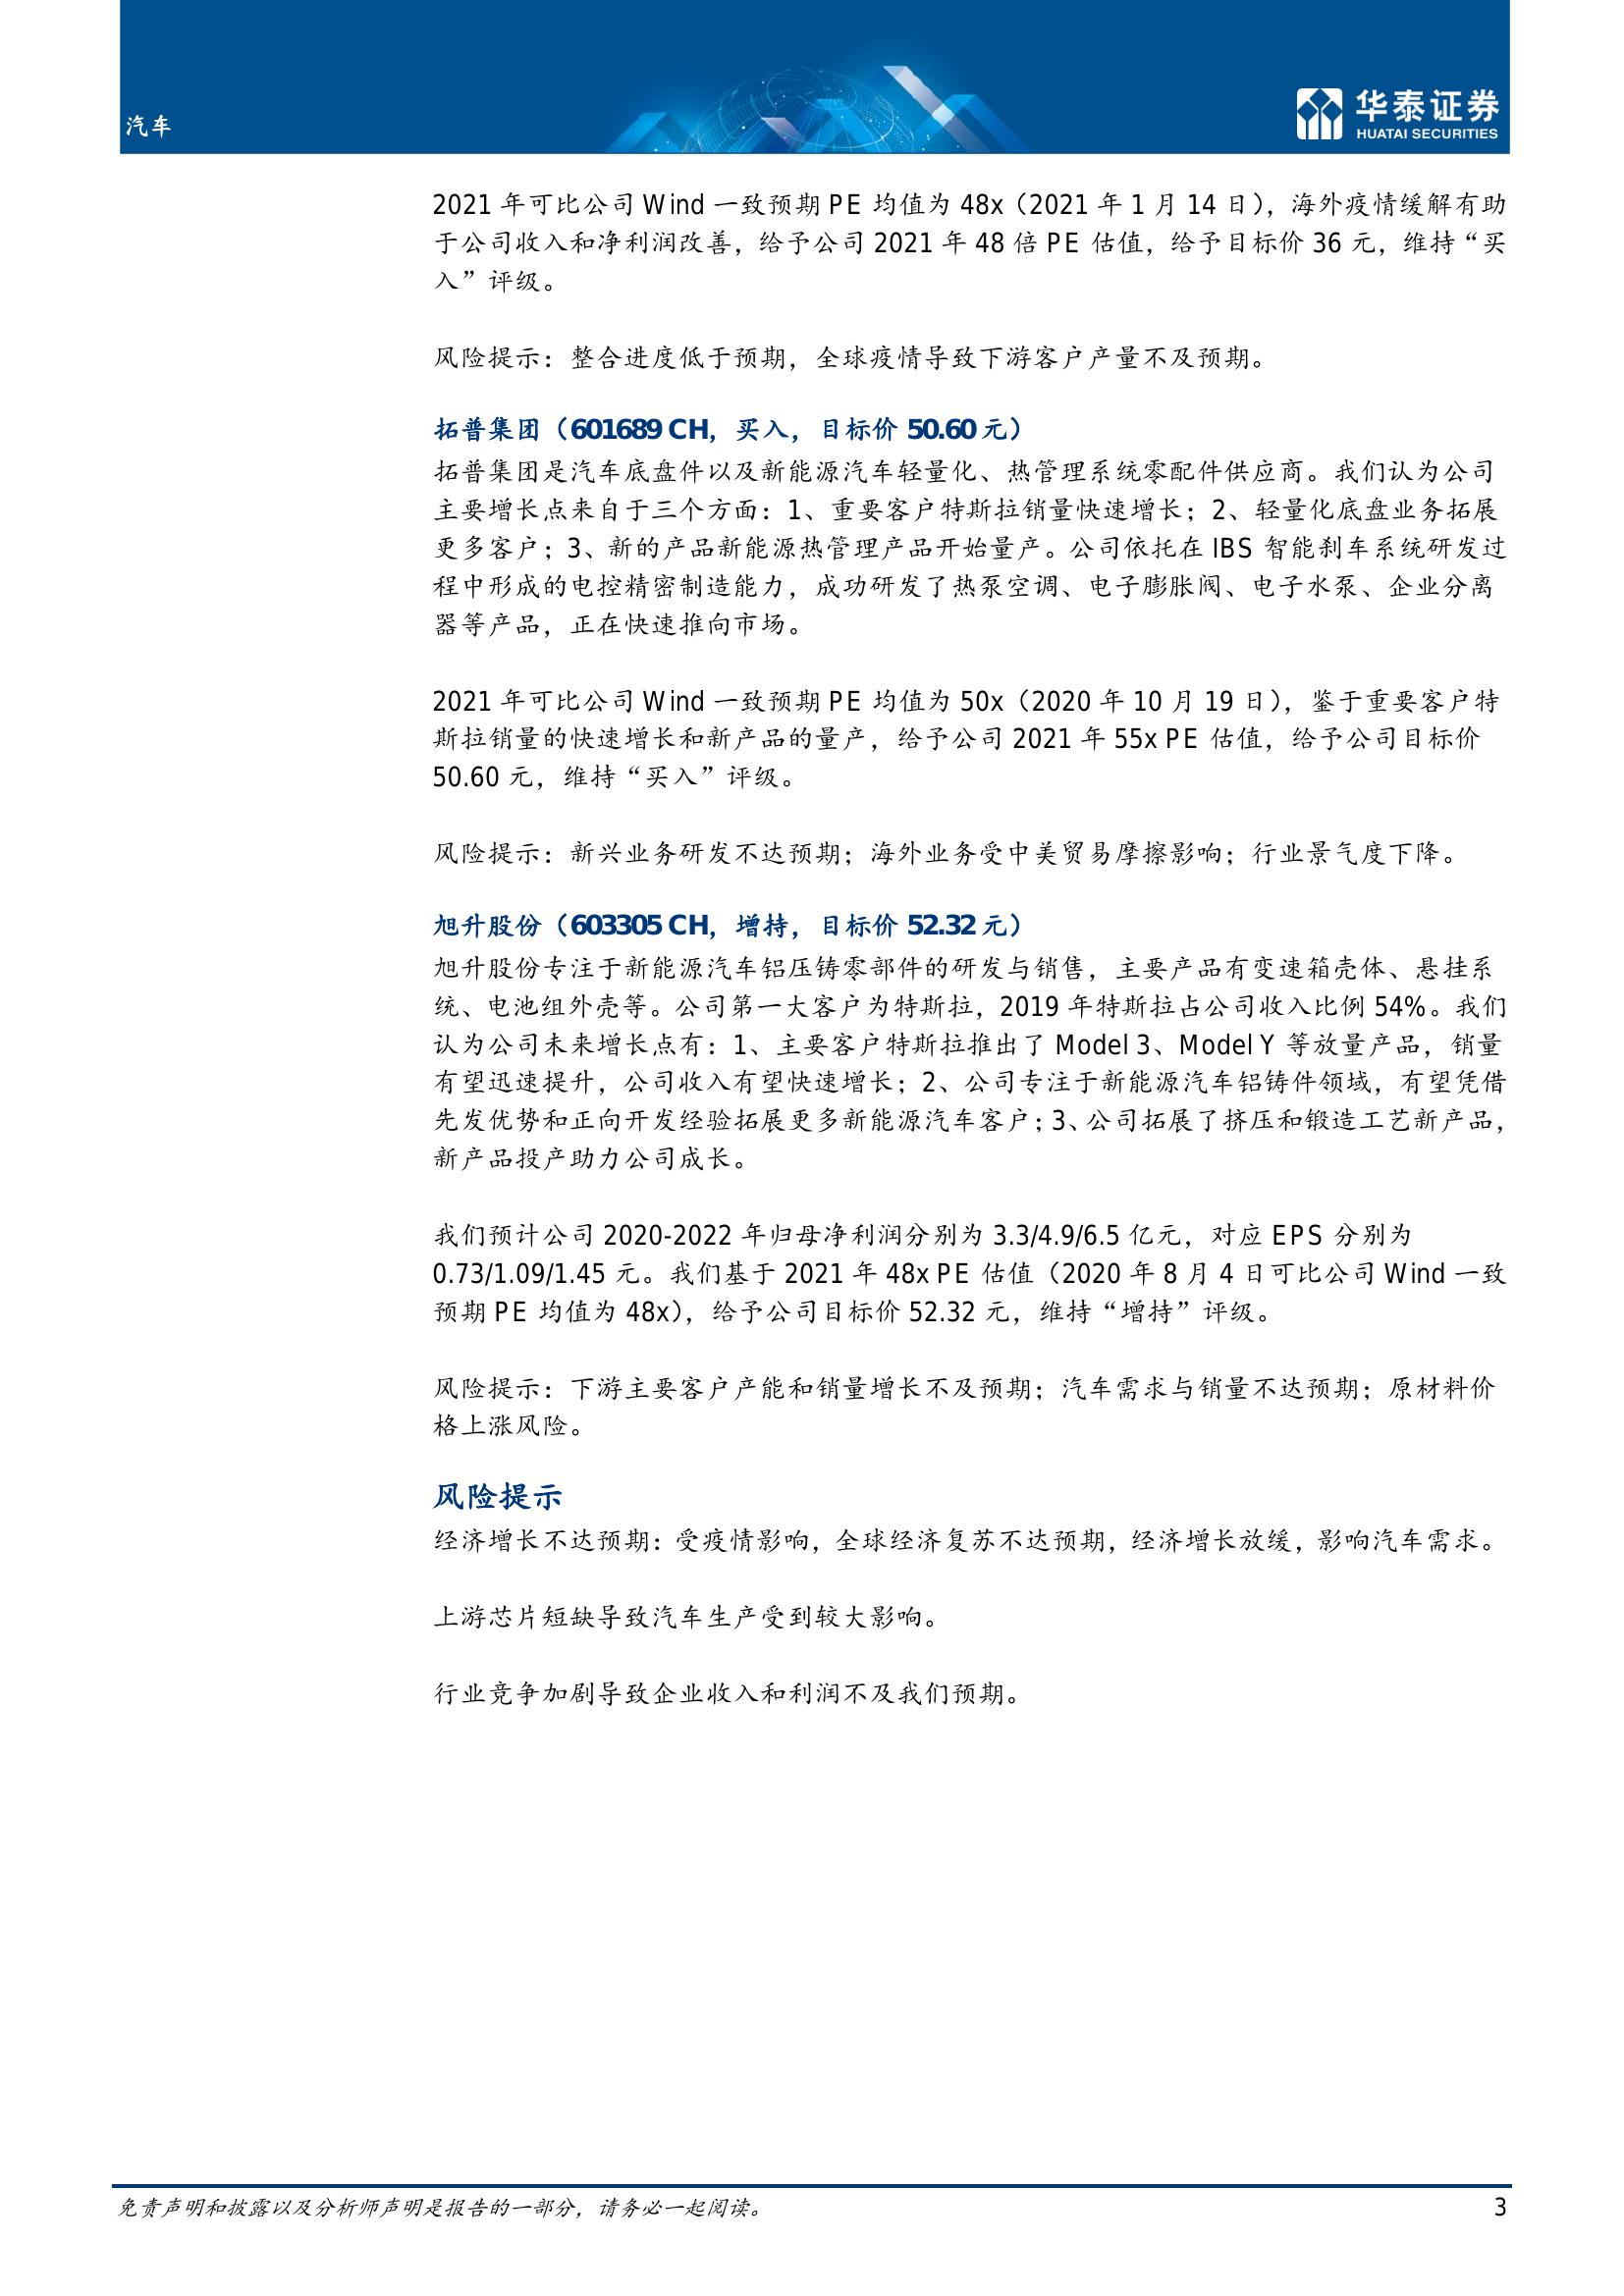 汽车
华泰证券
HUATAI SECURITIES
2021 年可比公司 Wind 一致预期 PE 均值为 48x（2021 年 1 月 14 日），海外疫情缓解有助
于公司收入和净利润改善，给予公司 2021 年 48 倍 PE 估值，给予目标价 36 元，维持“买
入”评级。
风险提示：整合进度低于预期，全球疫情导致下游客户产量不及预期。
拓普集团（601689 CH，买入，目标价 50.60 元）
拓普集团是汽车底盘件以及新能源汽车轻量化、热管理系统零配件供应商。我们认为公司
主要增长点来自于三个方面：1、重要客户特斯拉销量快速增长；2、轻量化底盘业务拓展
更多客户；3、新的产品新能源热管理产品开始量产。公司依托在 IBS 智能刹车系统研发过
程中形成的电控精密制造能力，成功研发了热泵空调、电子膨胀阀、电子水泵、企业分离
器等产品，正在快速推向市场。
2021 年可比公司 Wind 一致预期 PE 均值为 50x（2020 年 10 月 19 日），鉴于重要客户特
斯拉销量的快速增长和新产品的量产，给予公司 2021 年 55x PE 估值，给予公司目标价
50.60 元，维持“买入”评级。
风险提示：新兴业务研发不达预期；海外业务受中美贸易摩擦影响；行业景气度下降。
旭升股份（603305 CH，增持，目标价 52.32 元）
旭升股份专注于新能源汽车铝压铸零部件的研发与销售，主要产品有变速箱壳体、悬挂系
统、电池组外壳等。公司第一大客户为特斯拉，2019 年特斯拉占公司收入比例 54%。我们
认为公司未来增长点有：1、主要客户特斯拉推出了 Model 3、Model Y 等放量产品，销量
有望迅速提升，公司收入有望快速增长；2、公司专注于新能源汽车铝铸件领域，有望凭借
先发优势和正向开发经验拓展更多新能源汽车客户；3、公司拓展了挤压和锻造工艺新产品，
新产品投产助力公司成长。
我们预计公司 2020-2022 年归母净利润分别为 3.3/4.9/6.5 亿元，对应 EPS 分别为
0.73/1.09/1.45 元。我们基于 2021 年 48x PE 估值（2020 年 8 月 4 日可比公司 Wind 一致
预期 PE 均值为 48x），给予公司目标价 52.32 元，维持“增持”评级。
风险提示：下游主要客户产能和销量增长不及预期；汽车需求与销量不达预期；原材料价
格上涨风险。
风险提示
经济增长不达预期：受疫情影响，全球经济复苏不达预期，经济增长放缓，影响汽车需求。
上游芯片短缺导致汽车生产受到较大影响。
行业竞争加剧导致企业收入和利润不及我们预期。
免责声明和披露以及分析师声明是报告的一部分，请务必一起阅读。
3